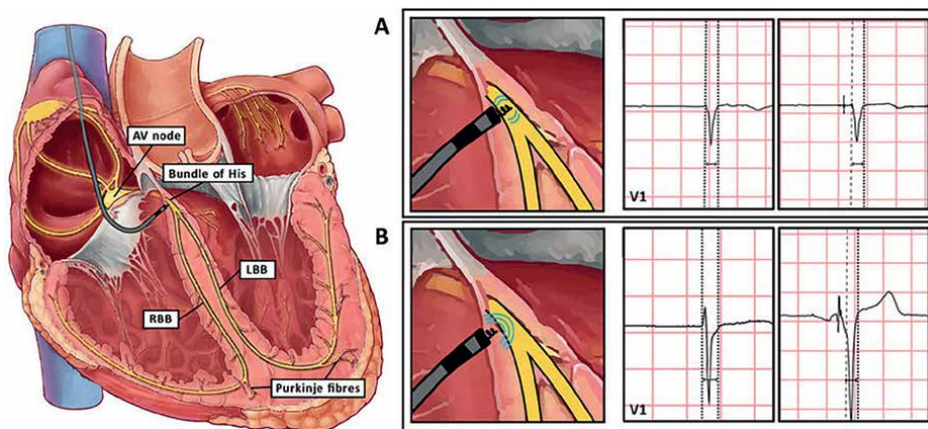 A
AV node
Bundle of His
LBB
RBB
Purkinje fibres
V1
B
V1